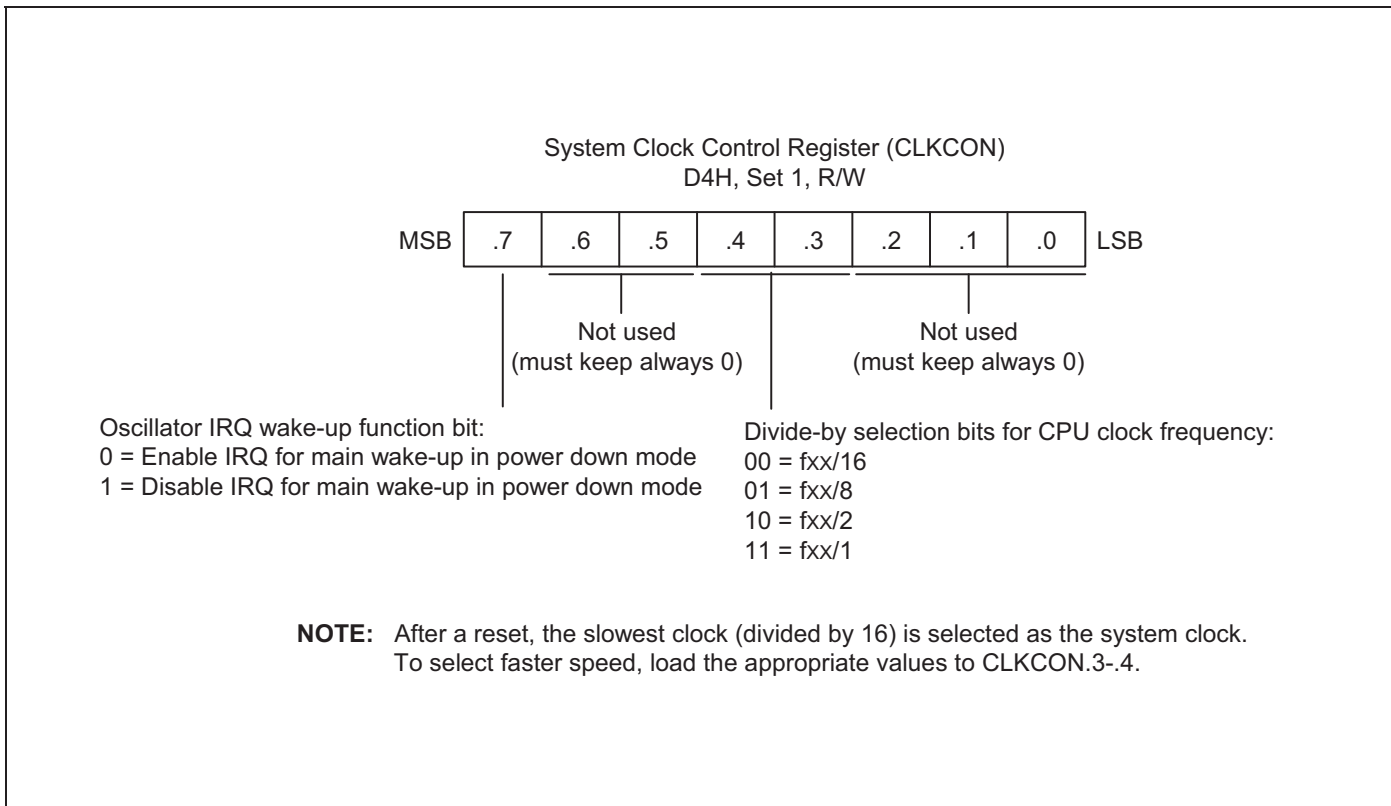 System Clock Control Register (CLKCON)
D4H, Set 1, R/W
MSB .7 .6 .5 .4 .3 .2 .1 .0 LSB
Not used
(must keep always 0)
Not used
(must keep always 0)
Oscillator IRQ wake-up function bit:
0 = Enable IRQ for main wake-up in power down mode
1 = Disable IRQ for main wake-up in power down mode
Divide-by selection bits for CPU clock frequency:
00 = fxx/16
01 = fxx/8
10 = fxx/2
11 = fxx/1
NOTE: After a reset, the slowest clock (divided by 16) is selected as the system clock.
To select faster speed, load the appropriate values to CLKCON.3-.4.